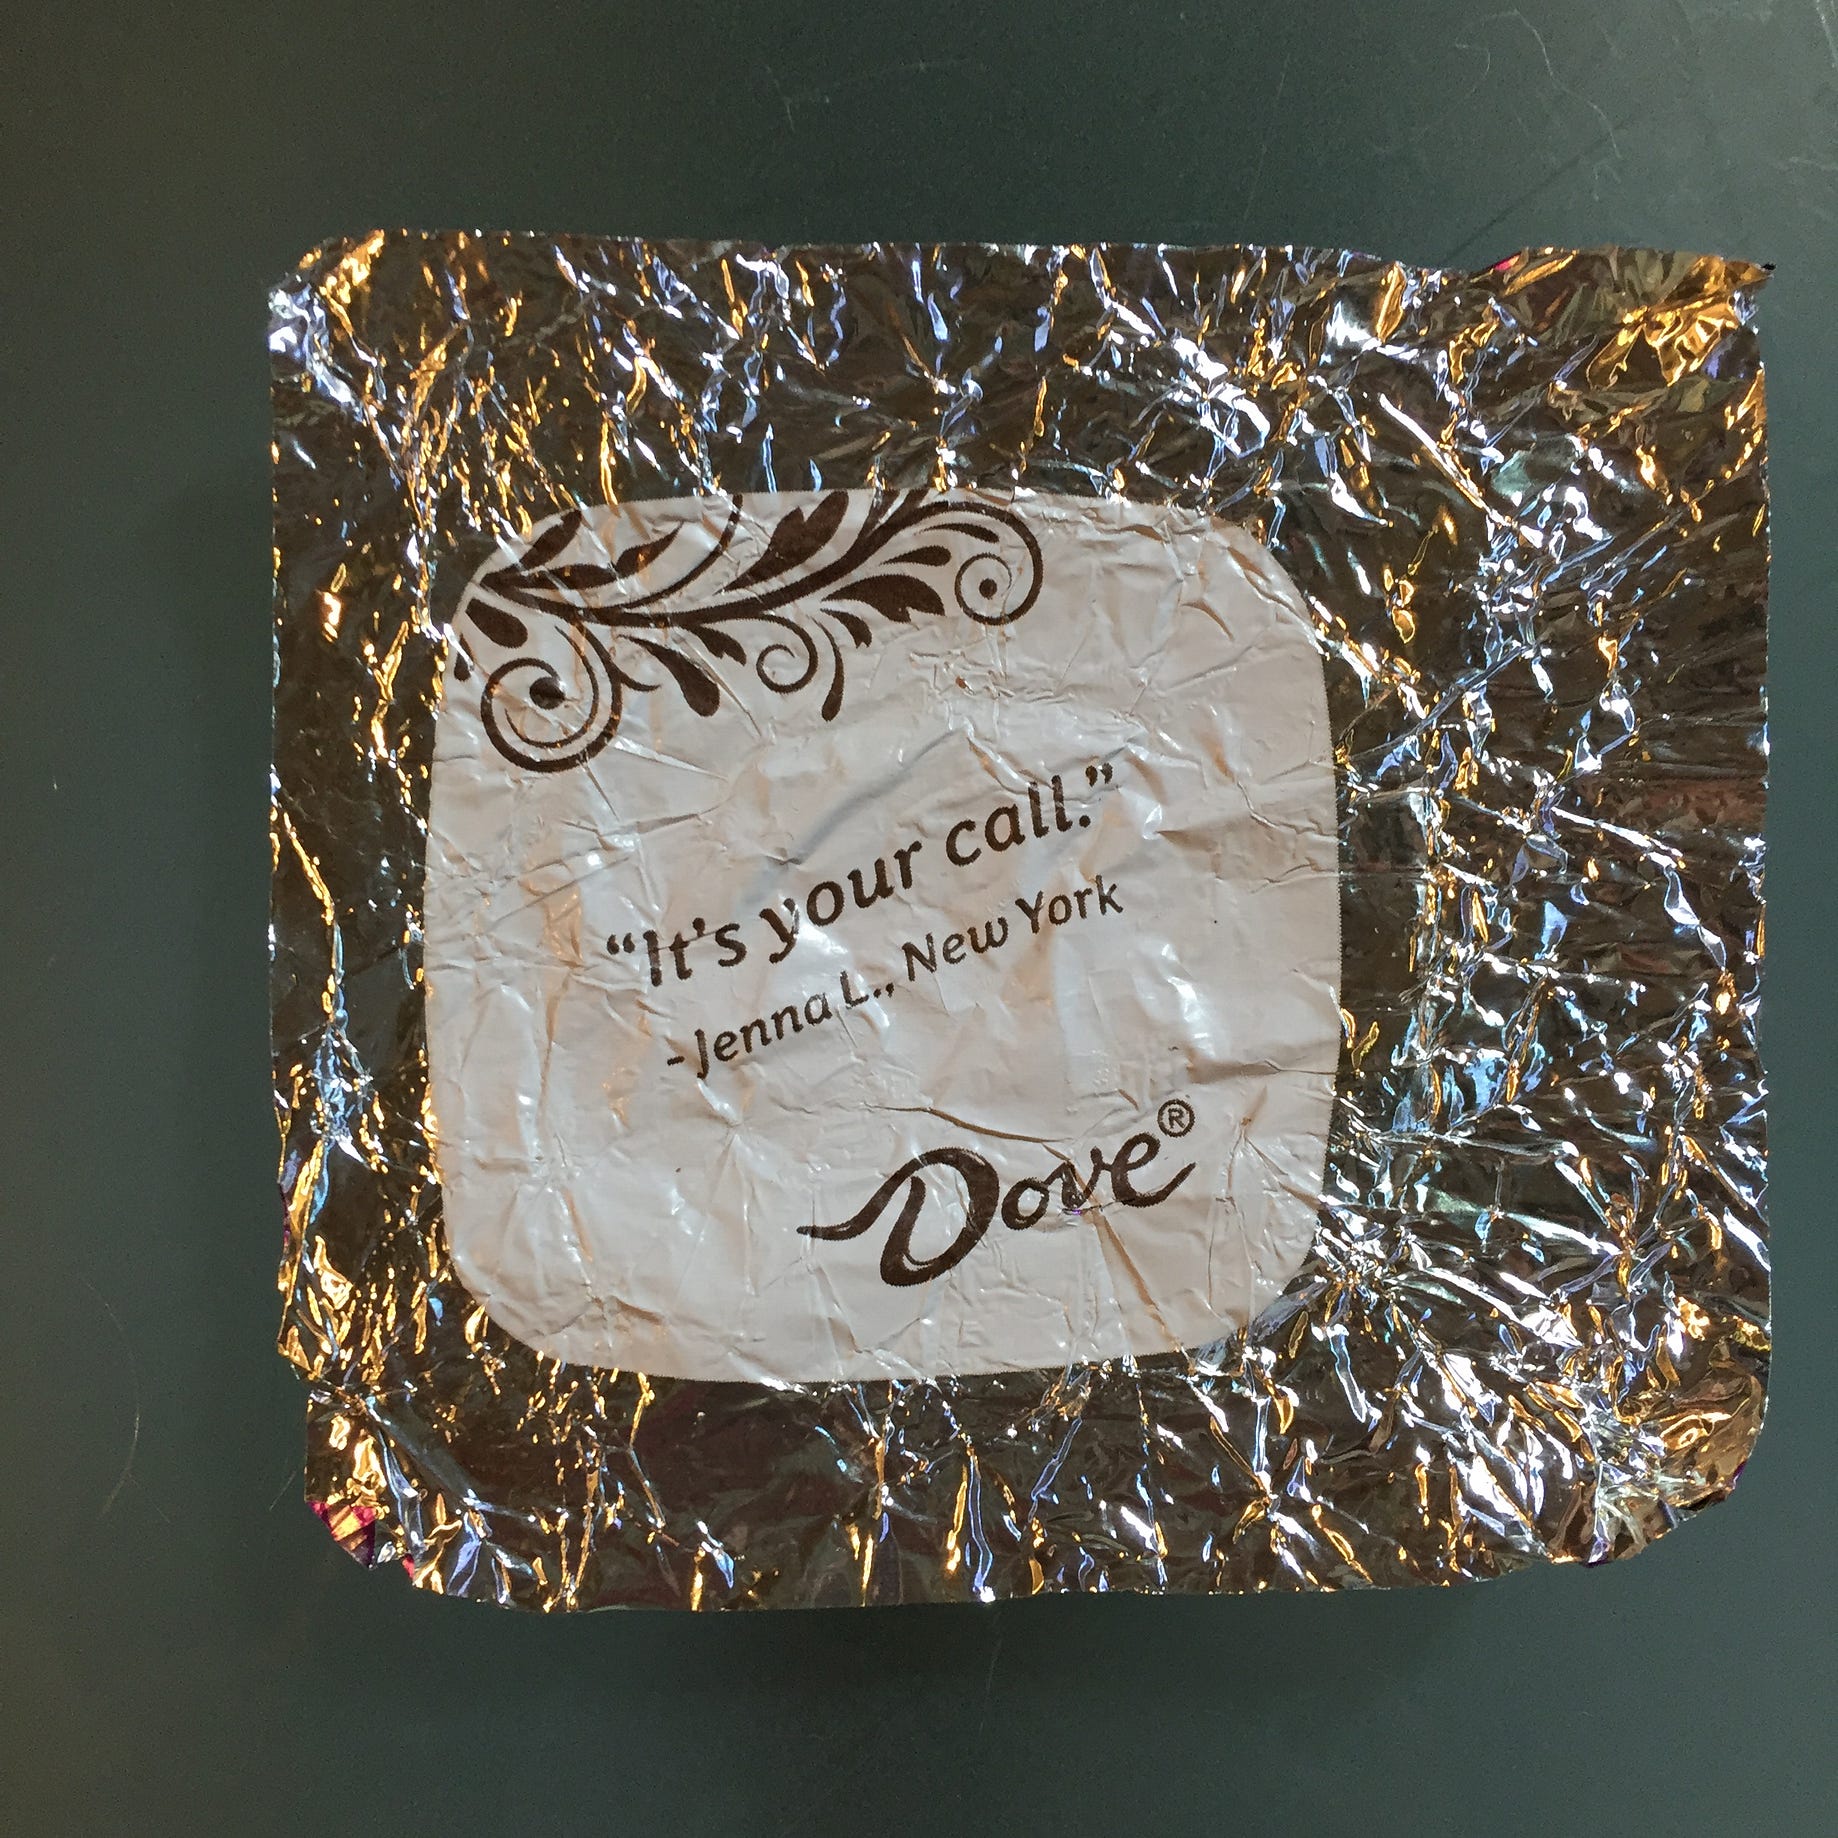 “It’s your call.”
-Jenna L., New York
Dove®